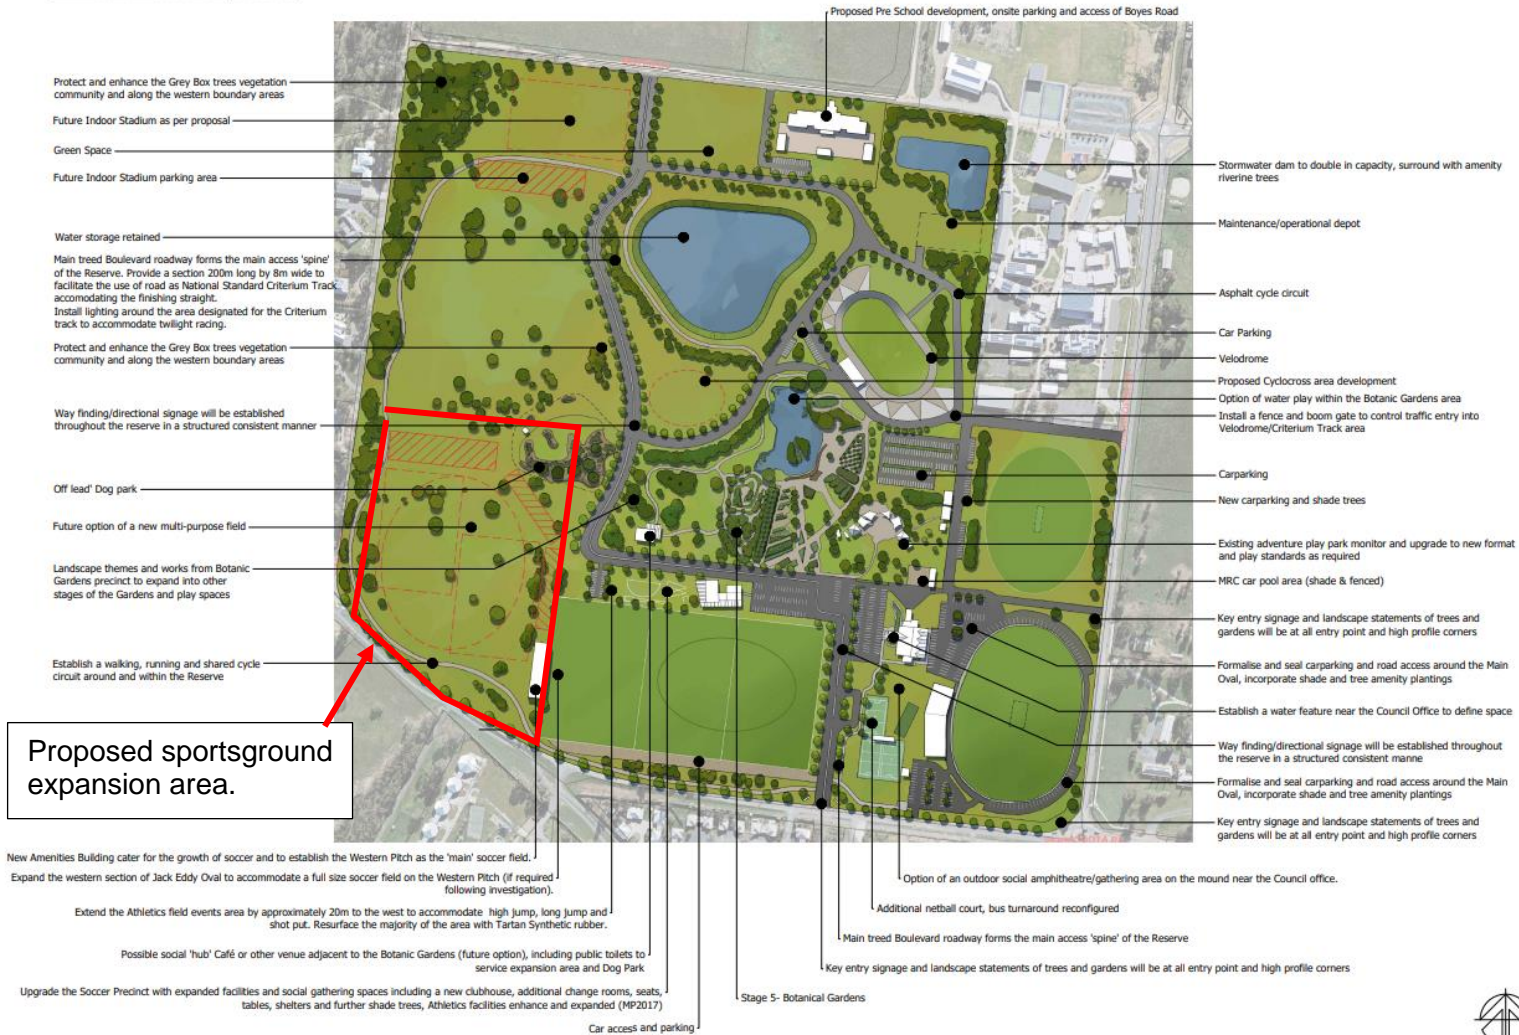 Proposed Pre School development, onsite parking and access of Boyes Road
Protect and enhance the Grey Box trees vegetation
community and along the western boundary areas
Future Indoor Stadium as per proposal
Green Space
Future Indoor Stadium parking area
Water storage retained
Main treed Boulevard roadway forms the main access 'spine'
of the Reserve. Provide a section 200m long by 8m wide to
facilitate the use of road as National Standard Criterium Track
accomodating the finishing straight.
Install lighting around the area designated for the Criterium
track to accommodate twilight racing.
Protect and enhance the Grey Box trees vegetation
community and along the western boundary areas
Way finding/directional signage will be established
throughout the reserve in a structured consistent manner
Off lead' Dog park
Future option of a new multi-purpose field
Landscape themes and works from Botanic
Gardens precinct to expand into other
stages of the Gardens and play spaces
Establish a walking, running and shared cycle
circuit around and within the Reserve
Proposed sportsground
expansion area.
New Amenities Building cater for the growth of soccer and to establish the Western Pitch as the 'main' soccer field.
Expand the western section of Jack Eddy Oval to accommodate a full size soccer field on the Western Pitch (if required
following investigation).
Extend the Athletics field events area by approximately 20m to the west to accommodate high jump, long jump and
shot put. Resurface the majority of the area with Tartan Synthetic rubber.
Possible social 'hub' Café or other venue adjacent to the Botanic Gardens (future option), including public toilets to
service expansion area and Dog Park
Upgrade the Soccer Precinct with expanded facilities and social gathering spaces including a new clubhouse, additional change rooms, seats,
tables, shelters and further shade trees, Athletics facilities enhance and expanded (MP2017)
Car access and parking
Stormwater dam to double in capacity, surround with amenity
riverine trees
Maintenance/operational depot
Asphalt cycle circuit
Car Parking
Velodrome
Proposed Cyclocross area development
Option of water play within the Botanic Gardens area
Install a fence and boom gate to control traffic entry into
Velodrome/Criterium Track area
Carparking
New carparking and shade trees
Existing adventure play park monitor and upgrade to new format
and play standards as required
MRC car pool area (shade & fenced)
Key entry signage and landscape statements of trees and
gardens will be at all entry point and high profile corners
Formalise and seal carparking and road access around the Main
Oval, incorporate shade and tree amenity plantings
Establish a water feature near the Council Office to define space
Way finding/directional signage will be established throughout
the reserve in a structured consistent manne
Formalise and seal carparking and road access around the Main
Oval, incorporate shade and tree amenity plantings
Key entry signage and landscape statements of trees and
gardens will be at all entry point and high profile corners
Option of an outdoor social amphitheatre/gathering area on the mound near the Council office.
Additional netball court, bus turnaround reconfigured
Main treed Boulevard roadway forms the main access 'spine' of the Reserve
Key entry signage and landscape statements of trees and gardens will be at all entry point and high profile corners
Stage 5- Botanical Gardens